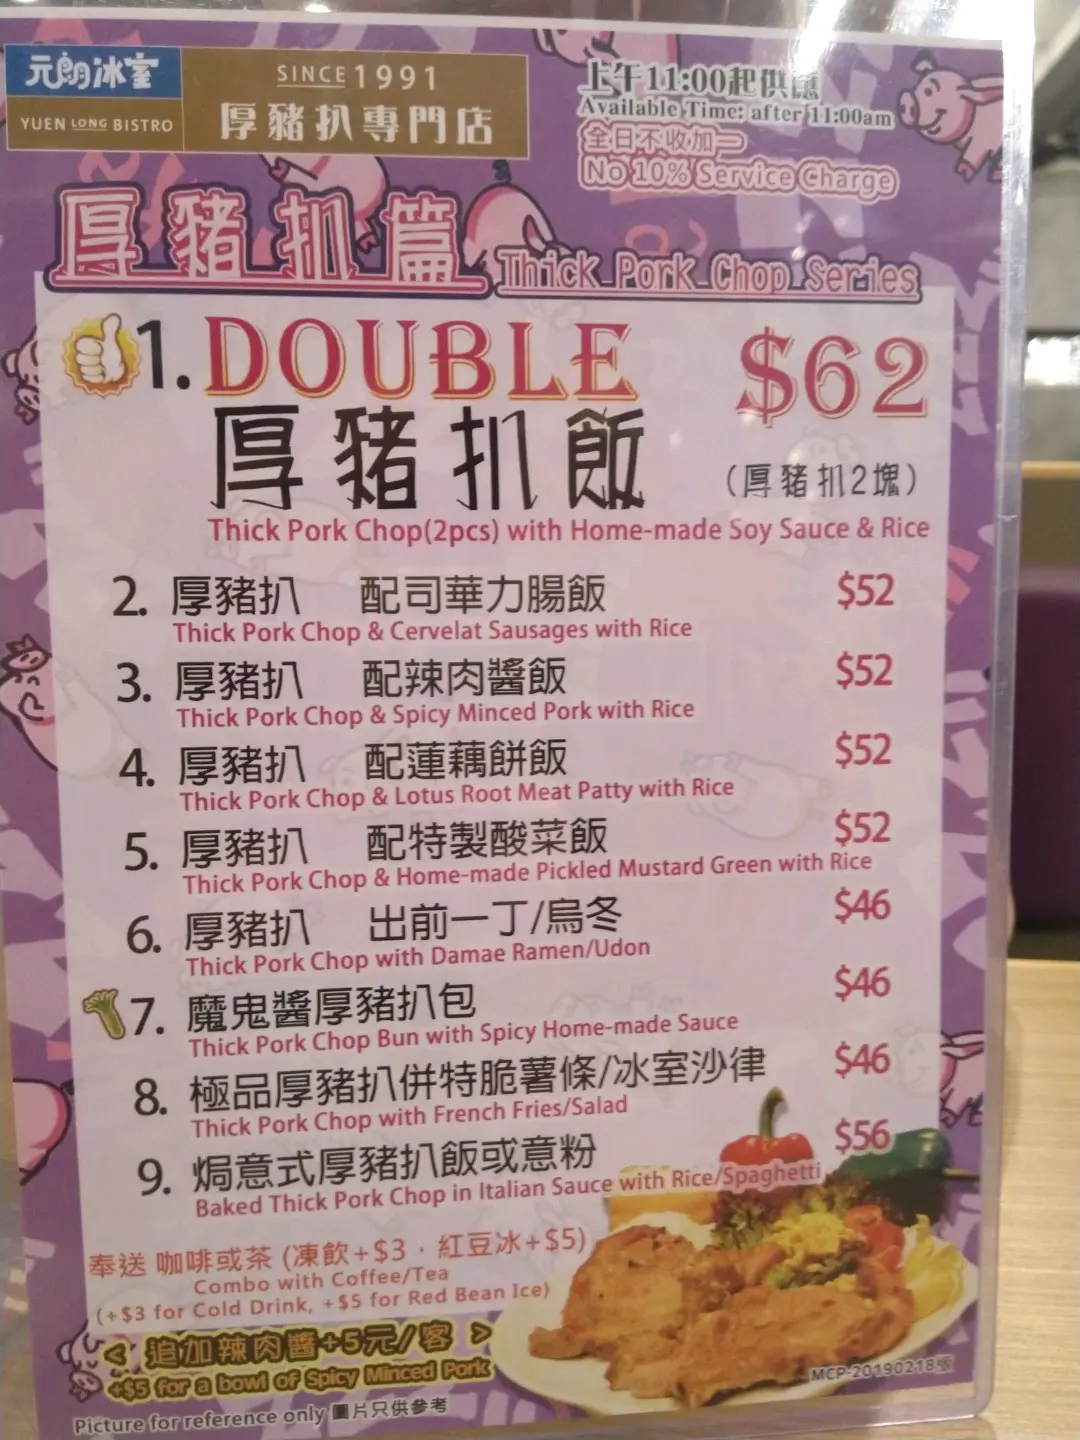 元朗冰室
YUEN LONG BISTRO
SINCE 1991
厚豬扒專門店
上午11:00起供應
Available Time: after 11:00am
全日不收加一
No 10% Service Charge
厚豬扒篇
Thick Pork Chop Series
1. DOUBLE $62
厚豬扒飯 (厚豬扒2塊)
Thick Pork Chop(2pcs) with Home-made Soy Sauce & Rice
2. 厚豬扒 配司華力腸飯 $52
Thick Pork Chop & Cervelat Sausages with Rice
3. 厚豬扒 配辣肉醬飯 $52
Thick Pork Chop & Spicy Minced Pork with Rice
4. 厚豬扒 配蓮藕餅飯 $52
Thick Pork Chop & Lotus Root Meat Patty with Rice
5. 厚豬扒 配特製酸菜飯 $52
Thick Pork Chop & Home-made Pickled Mustard Green with Rice
6. 厚豬扒 出前一丁/烏冬 $46
Thick Pork Chop with Damae Ramen/Udon
7. 魔鬼醬厚豬扒包 $46
Thick Pork Chop Bun with Spicy Home-made Sauce
8. 極品厚豬扒併特脆薯條/冰室沙律 $46
Thick Pork Chop with French Fries/Salad
9. 焗意式厚豬扒飯或意粉 $56
Baked Thick Pork Chop in Italian Sauce with Rice/Spaghetti
奉送 咖啡或茶 (凍飲+$3 · 紅豆冰+$5)
Combo with Coffee/Tea
(+$3 for Cold Drink, +$5 for Red Bean Ice)
< 追加辣肉醬+5元/客 >
+$5 for a bowl of Spicy Minced Pork
MCP-20190218版
Picture for reference only 圖片只供參考